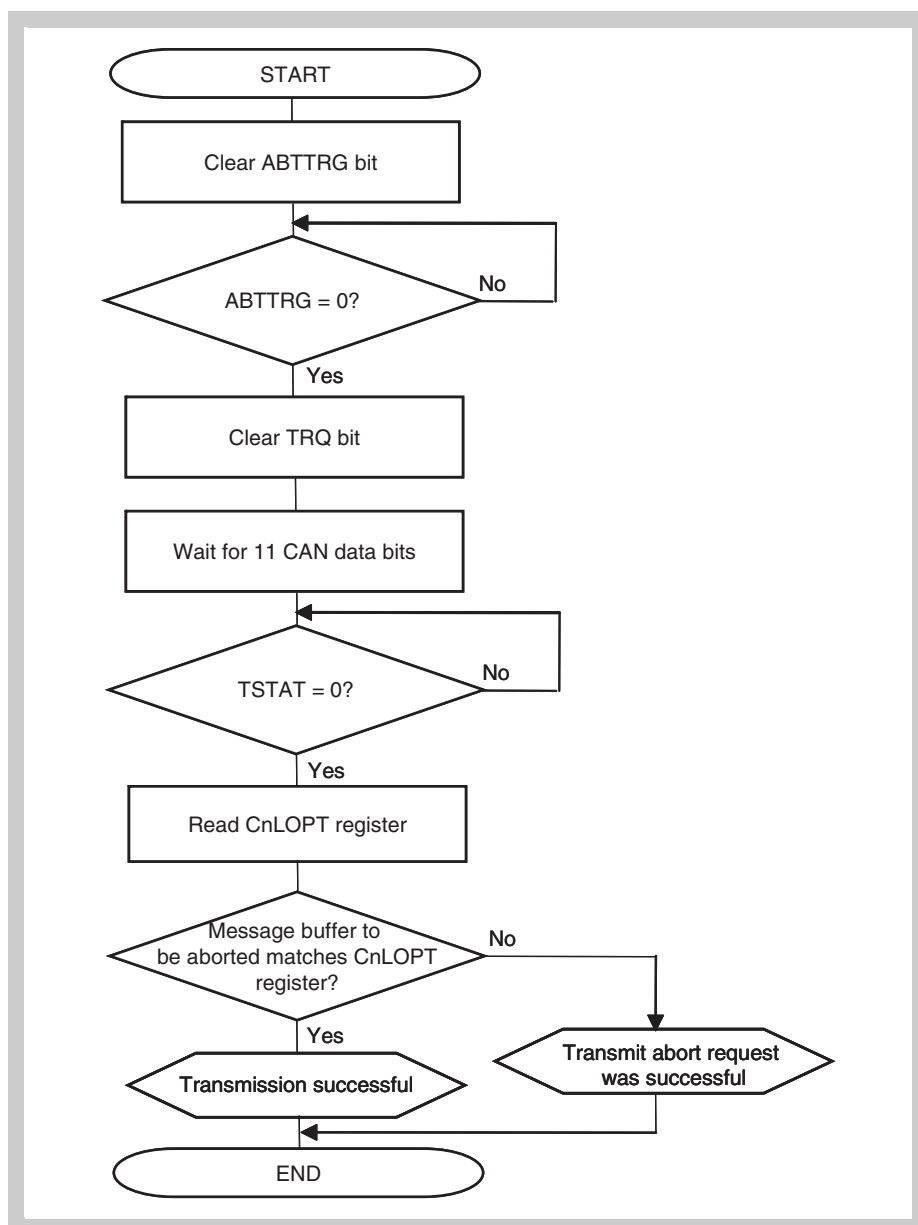 START
Clear ABTTRG bit
ABTTRG = 0?
No
Yes
Clear TRQ bit
Wait for 11 CAN data bits
TSTAT = 0?
No
Yes
Read CnLOPT register
Message buffer to
be aborted matches CnLOPT
register?
No
Yes
Transmission successful
Transmit abort request
was successful
END